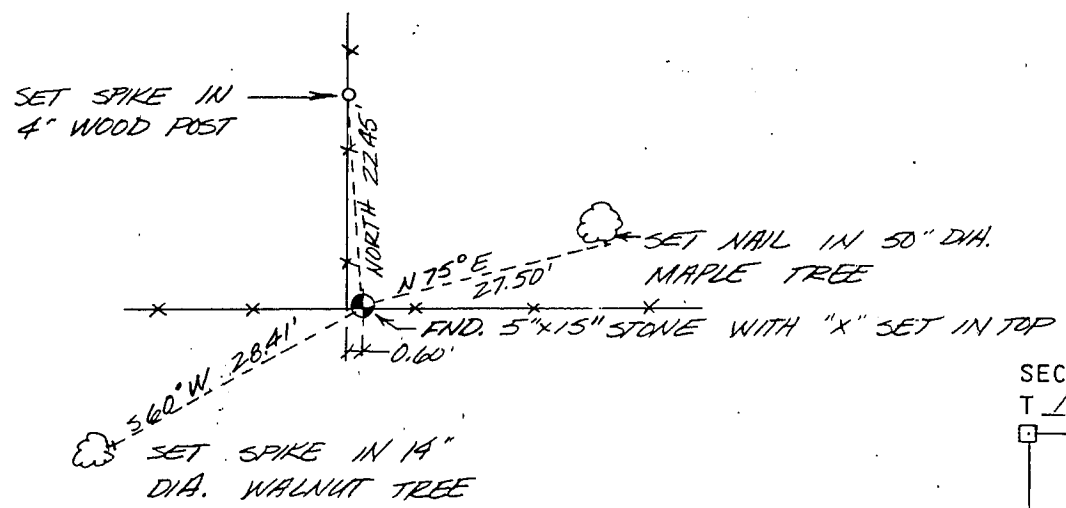 SET SPIKE IN
4" WOOD POST
NORTH 22.45'
SET NAIL IN 50" DIA.
MAPLE TREE
N 75° E
27.50'
FND. 5"x15" STONE WITH "X" SET IN TOP
0.60'
S 60° W 28.41'
SET SPIKE IN 14"
DIA. WALNUT TREE
SEC
T